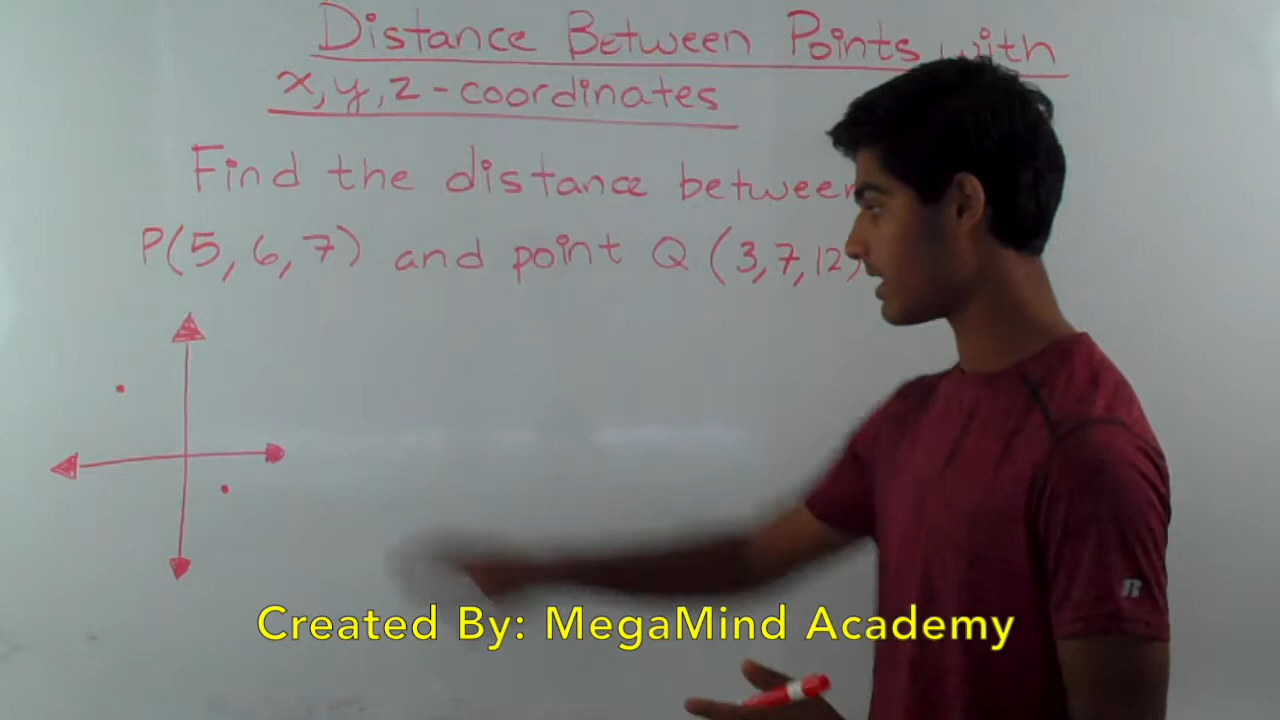 Distance Between Points with
x,y,z-coordinates
Find the distance between
P(5,6,7) and point Q (3,7,12)
Created By: MegaMind Academy
R